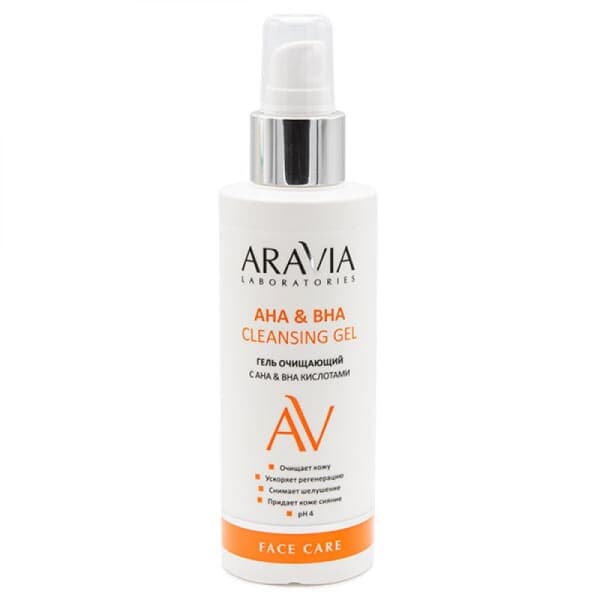 ARAVIA
LABORATORIES
AHA & BHA
CLEANSING GEL
ГЕЛЬ ОЧИЩАЮЩИЙ
С AHA & BHA КИСЛОТАМИ
AV
Очищает кожу
Ускоряет регенерацию
Снимает шелушение
Придает коже сияние
pH 4
FACE CARE